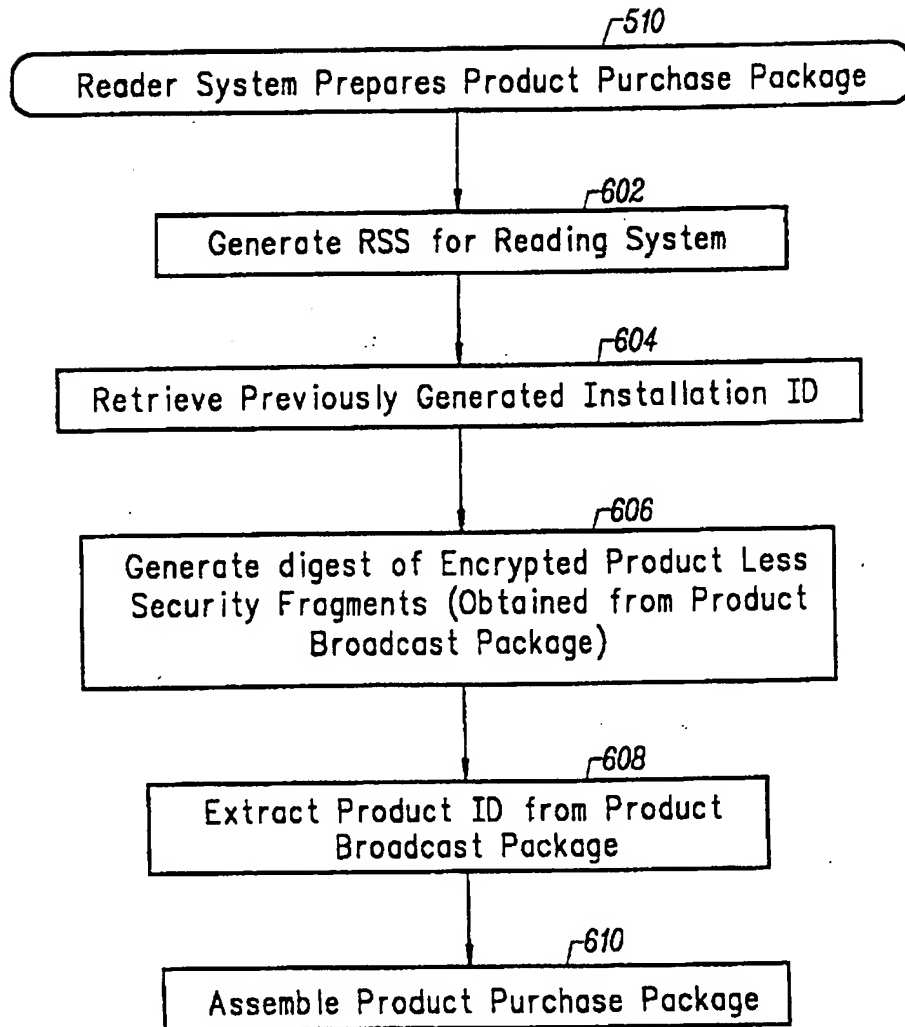 510
Reader System Prepares Product Purchase Package
602
Generate RSS for Reading System
604
Retrieve Previously Generated Installation ID
606
Generate digest of Encrypted Product Less
Security Fragments (Obtained from Product
Broadcast Package)
608
Extract Product ID from Product
Broadcast Package
610
Assemble Product Purchase Package